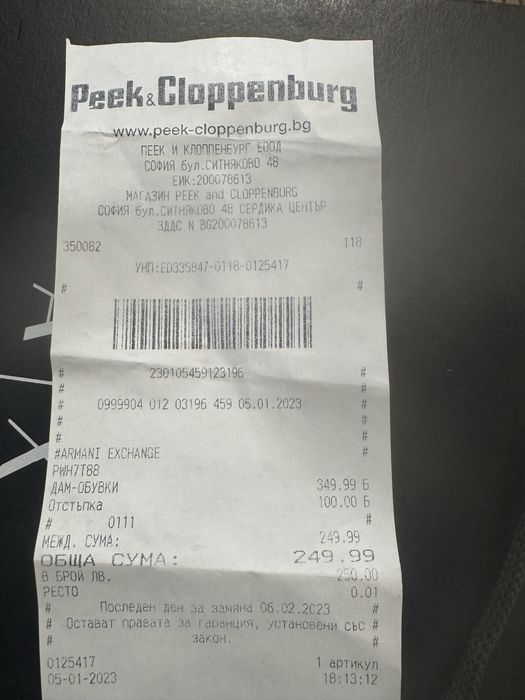 Peek&Cloppenburg
www.peek-cloppenburg.bg
ПЕЕК И КЛОППЕНБУРГ ЕООД
СОФИЯ бул.СИТНЯКОВО 48
ЕИК:200078613
МАГАЗИН PEEK and CLOPPENBURG
СОФИЯ бул.СИТНЯКОВО 48 СЕРДИКА ЦЕНТЪР
ЗДДС N BG200078613
350082 118
УНП:ED335847-0116-0125417
# #
230105459123196
# #
# #
# 0999904 012 03196 459 05.01.2023 #
# #
# #
# #
#ARMANI EXCHANGE #
PWH7T88
ДАМ-ОБУВКИ 349.99 Б
Отстъпка 100.00 Б
# 0111 #
МЕЖД. СУМА: 249.99
ОБЩА СУМА: 249.99
В БРОЙ ЛВ. 250.00
РЕСТО 0.01
# Последен ден за замяна 06.02.2023 #
# Остават правата за гаранция, установени със #
# закон. #
0125417 1 артикул
05-01-2023 18:13:12